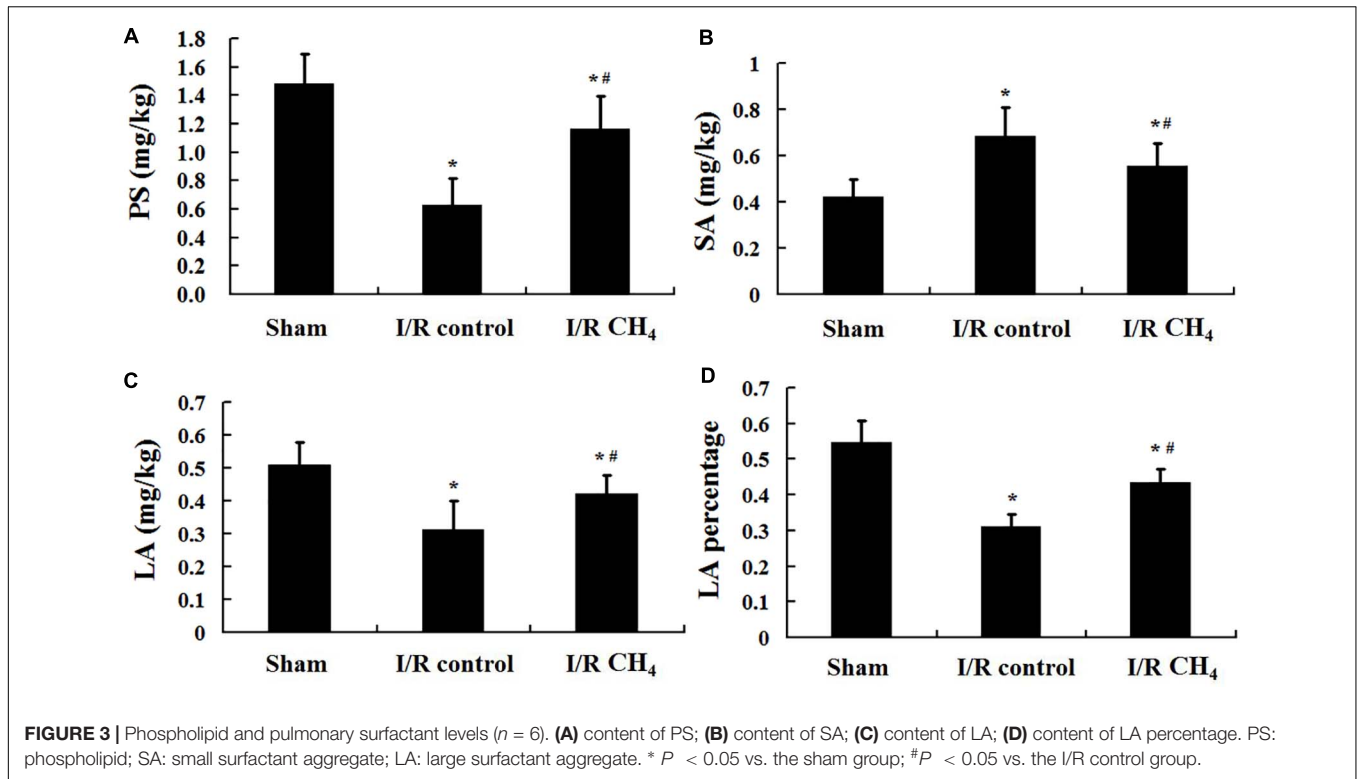 A
PS (mg/kg)
1.8
1.6
1.4
1.2
1.0
0.8
0.6
0.4
0.2
0.0
*
* #
Sham I/R control I/R CH₄
B
SA (mg/kg)
1
0.8
0.6
0.4
0.2
0
*
*#
Sham I/R control I/R CH₄
C
LA (mg/kg)
0.7
0.6
0.5
0.4
0.3
0.2
0.1
0
*
* #
Sham I/R control I/R CH₄
D
LA percentage
0.7
0.6
0.5
0.4
0.3
0.2
0.1
0
*
* #
Sham I/R control I/R CH₄
FIGURE 3 | Phospholipid and pulmonary surfactant levels (n = 6). (A) content of PS; (B) content of SA; (C) content of LA; (D) content of LA percentage. PS:
phospholipid; SA: small surfactant aggregate; LA: large surfactant aggregate. * P < 0.05 vs. the sham group; #P < 0.05 vs. the I/R control group.